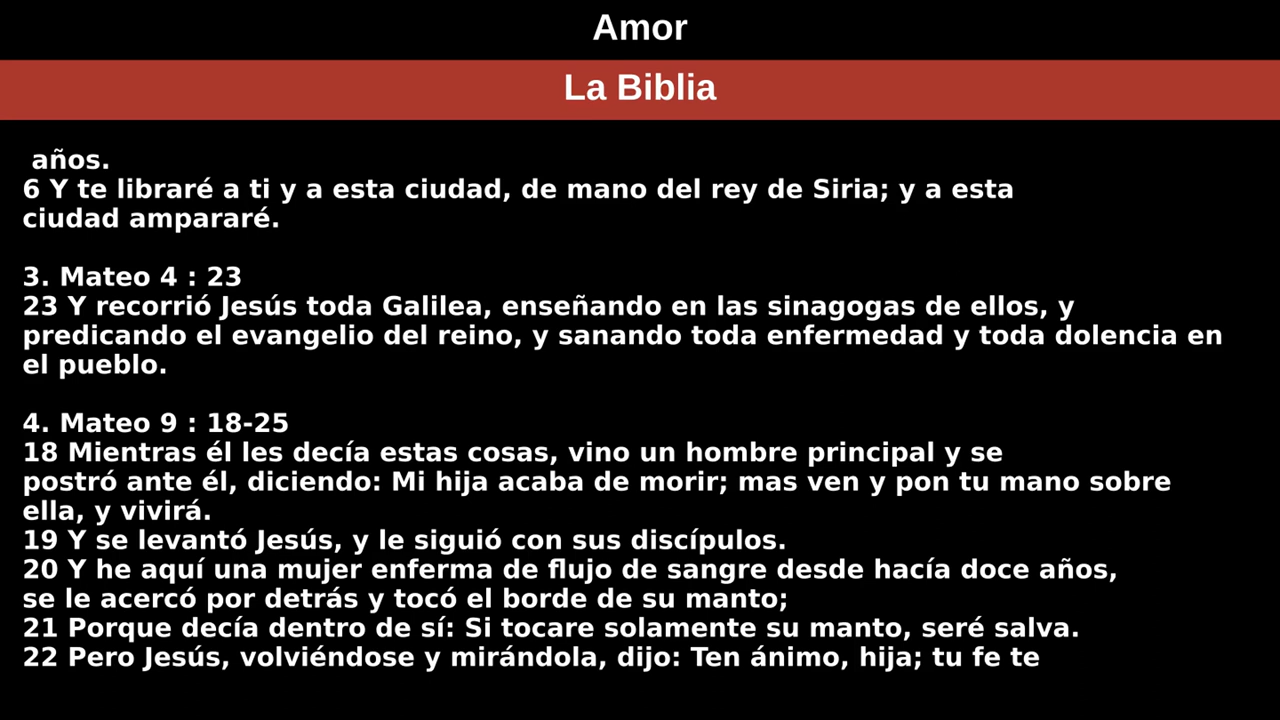 Amor
La Biblia
años.
6 Y te libraré a ti y a esta ciudad, de mano del rey de Siria; y a esta
ciudad ampararé.
3. Mateo 4 : 23
23 Y recorrió Jesús toda Galilea, enseñando en las sinagogas de ellos, y
predicando el evangelio del reino, y sanando toda enfermedad y toda dolencia en
el pueblo.
4. Mateo 9 : 18-25
18 Mientras él les decía estas cosas, vino un hombre principal y se
postró ante él, diciendo: Mi hija acaba de morir; mas ven y pon tu mano sobre
ella, y vivirá.
19 Y se levantó Jesús, y le siguió con sus discípulos.
20 Y he aquí una mujer enferma de flujo de sangre desde hacía doce años,
se le acercó por detrás y tocó el borde de su manto;
21 Porque decía dentro de sí: Si tocare solamente su manto, seré salva.
22 Pero Jesús, volviéndose y mirándola, dijo: Ten ánimo, hija; tu fe te